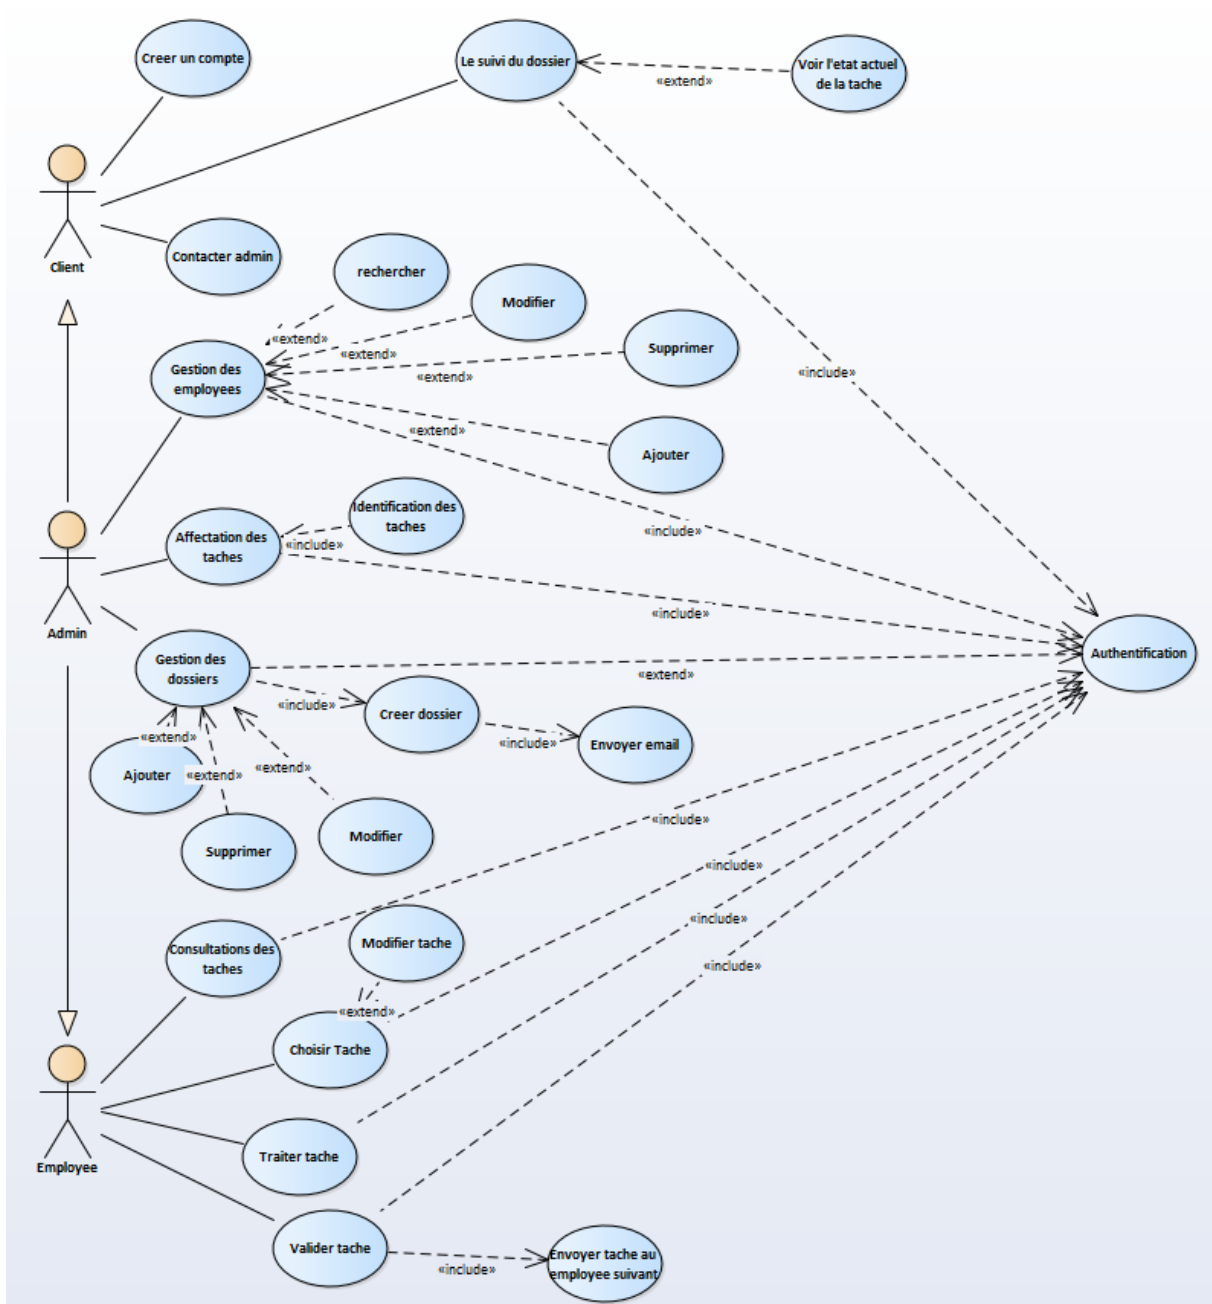 Creer un compte
Le suivi du dossier
«extend»
Voir l'etat actuel
de la tache
Client
Contacter admin
rechercher
Modifier
«extend»
«extend»
Supprimer
«extend»
«include»
Gestion des
employees
«extend»
Ajouter
Identification des
taches
«include»
Affectation des
taches
«include»
«include»
Admin
Gestion des
dossiers
«extend»
Authentification
«include»
Creer dossier
«include»
Envoyer email
«extend»
Ajouter
«extend»
«extend»
Supprimer
Modifier
«include»
«include»
«include»
Consultations des
taches
Modifier tache
«include»
«extend»
Choisir Tache
Employee
Traiter tache
Valider tache
«include»
Envoyer tache au
employee suivant